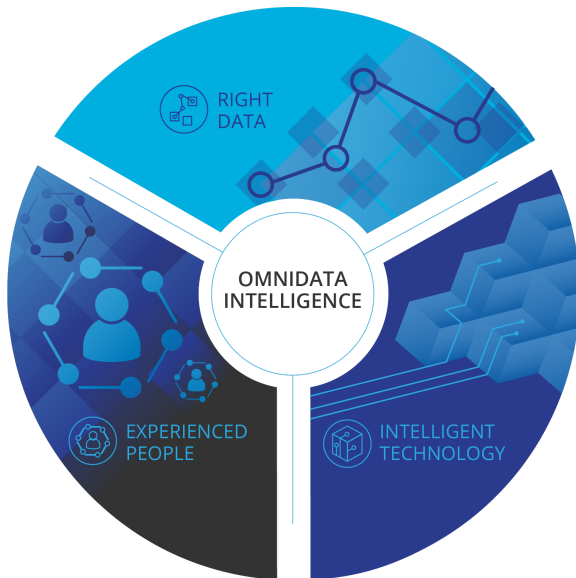 RIGHT
DATA
OMNIDATA
INTELLIGENCE
EXPERIENCED
PEOPLE
INTELLIGENT
TECHNOLOGY